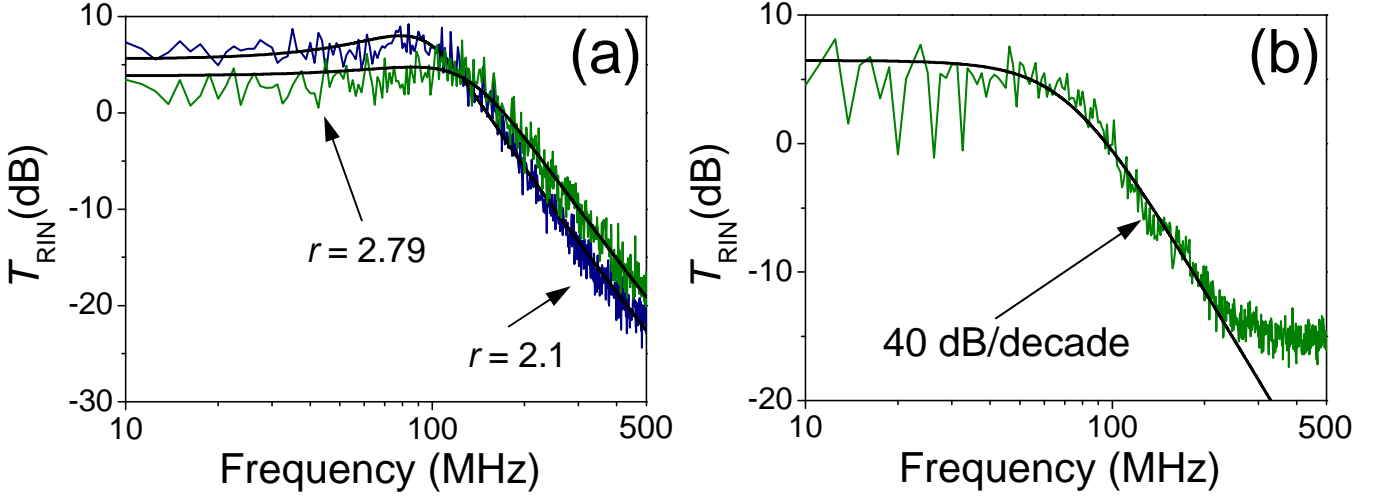 (a)
T_RIN(dB)
10
0
-10
-20
-30
r = 2.79
r = 2.1
10
100
500
Frequency (MHz)
(b)
T_RIN(dB)
10
0
-10
-20
40 dB/decade
10
100
500
Frequency (MHz)